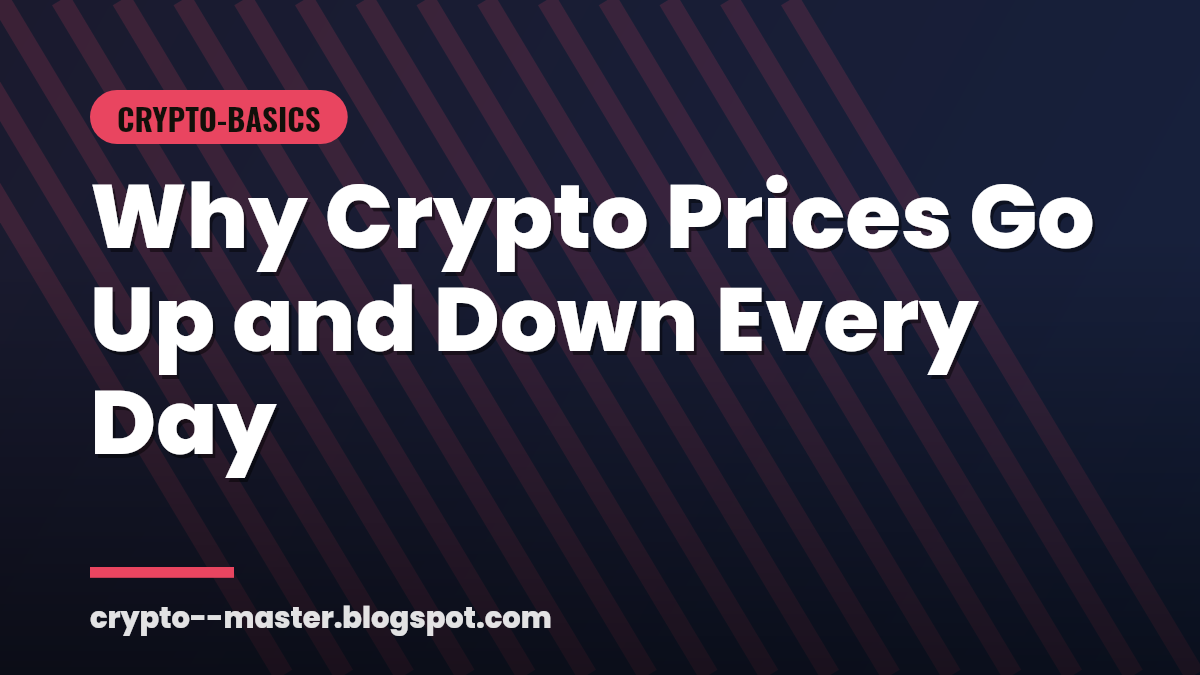 CRYPTO-BASICS
Why Crypto Prices Go
Up and Down Every
Day
crypto--master.blogspot.com